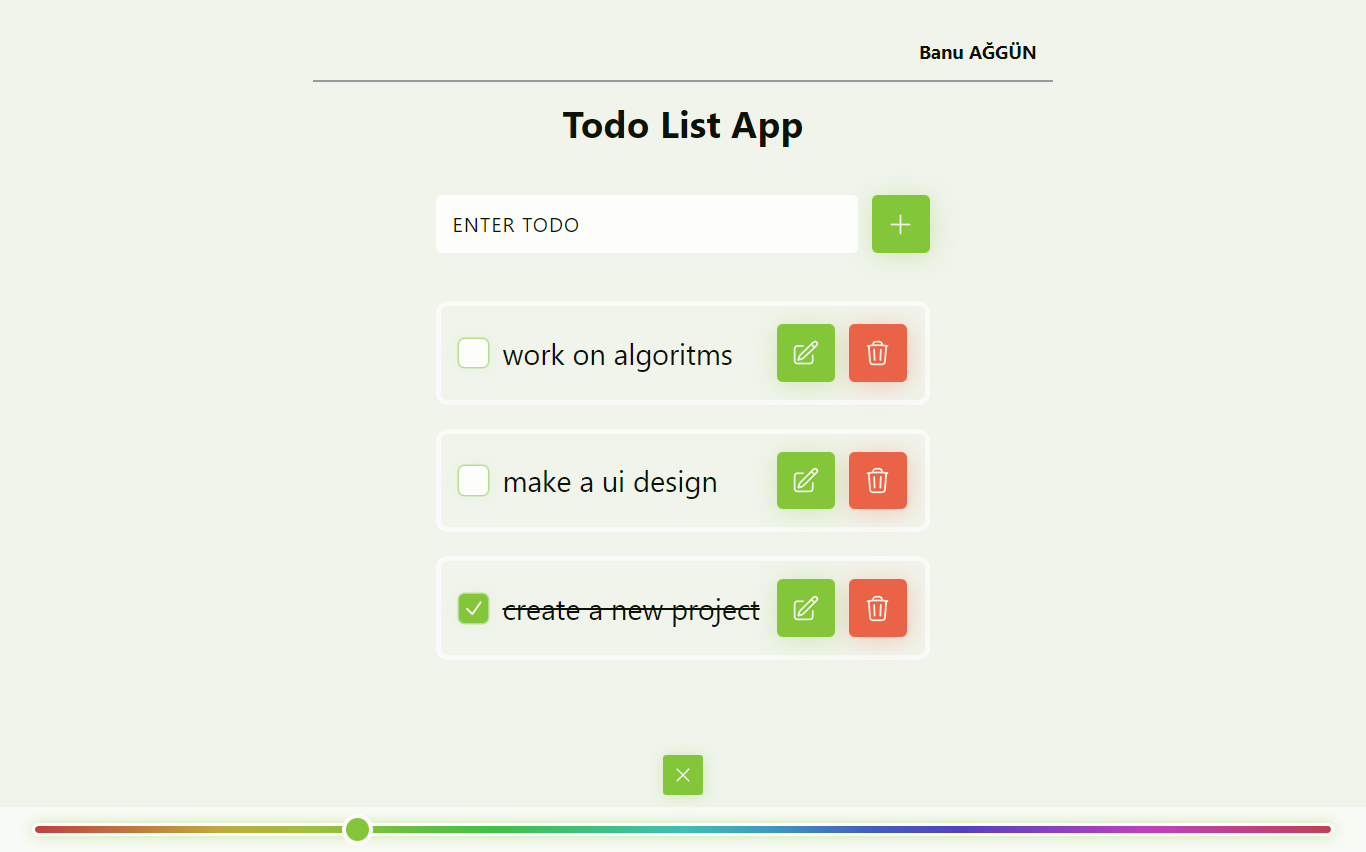 Banu AĞGÜN
Todo List App
ENTER TODO
work on algoritms
make a ui design
create a new project